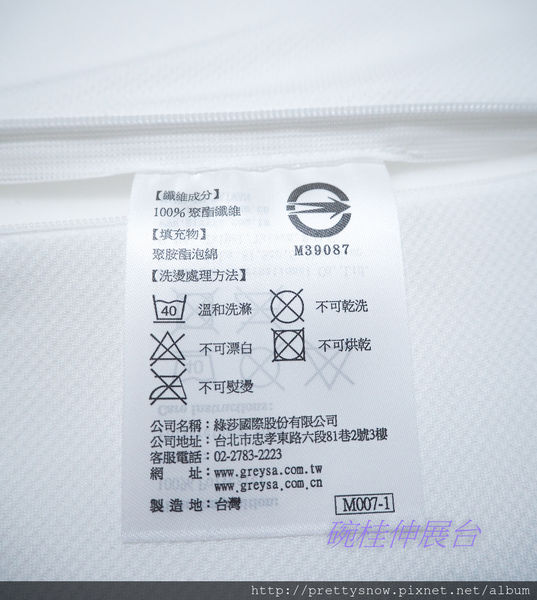 【纖維成分】
100% 聚酯纖維
【填充物】
聚胺酯泡綿
M39087
【洗燙處理方法】
40 溫和洗滌 不可乾洗
不可漂白 不可烘乾
不可熨燙
公司名稱：綠莎國際股份有限公司
公司地址：台北市忠孝東路六段81巷2號3樓
客服電話：02-2783-2223
網 址：www.greysa.com.tw
www.greysa.com.cn
製 造 地：台灣
M007-1
碗桂伸展台
http://prettysnow.pixnet.net/album